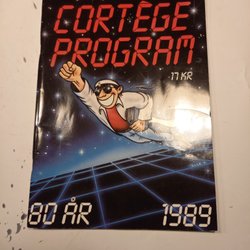 CORTÈGE
PROGRAM
17 KR
80 ÅR 1989